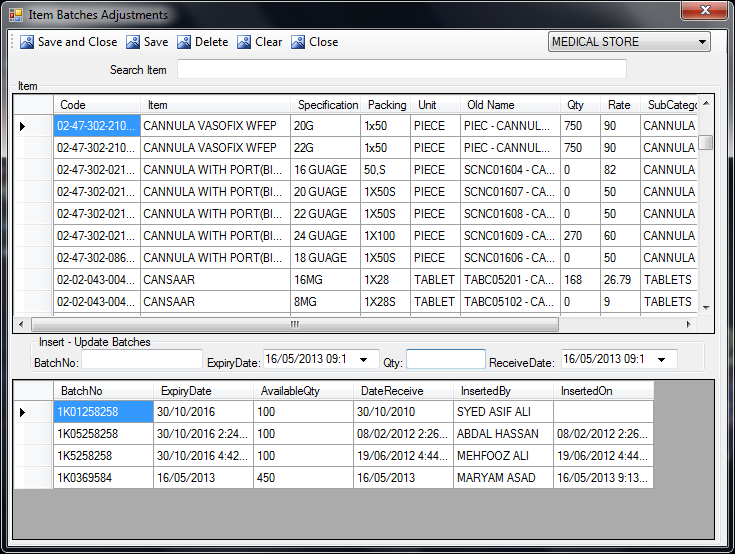 Item Batches Adjustments
Save and Close Save Delete Clear Close MEDICAL STORE
Search Item
Item
Code Item Specification Packing Unit Old Name Qty Rate SubCatego
02-47-302-210... CANNULA VASOFIX WFEP 20G 1x50 PIECE PIEC - CANNUL... 750 90 CANNULA
02-47-302-210... CANNULA VASOFIX WFEP 22G 1x50 PIECE PIEC - CANNUL... 750 90 CANNULA
02-47-302-021... CANNULA WITH PORT(BI... 16 GUAGE 50,S PIECE SCNC01604 - CA... 0 82 CANNULA
02-47-302-021... CANNULA WITH PORT(BI... 20 GUAGE 1X50S PIECE SCNC01607 - CA... 0 50 CANNULA
02-47-302-021... CANNULA WITH PORT(BI... 22 GUAGE 1X50S PIECE SCNC01608 - CA... 0 50 CANNULA
02-47-302-021... CANNULA WITH PORT(BI... 24 GUAGE 1X100 PIECE SCNC01609 - CA... 270 60 CANNULA
02-47-302-086... CANNULA WITH PORT(BI... 18 GUAGE 1X50S PIECE SCNC01606 - CA... 0 50 CANNULA
02-02-043-004... CANSAAR 16MG 1X28 TABLET TABC05201 - CA... 168 26.79 TABLETS
02-02-043-004... CANSAAR 8MG 1X28S TABLET TABC05102 - CA... 0 9 TABLETS
Insert - Update Batches
BatchNo: ExpiryDate: 16/05/2013 09:1 Qty: ReceiveDate: 16/05/2013 09:1
BatchNo ExpiryDate AvailableQty DateReceive InsertedBy InsertedOn
1K01258258 30/10/2016 100 30/10/2010 SYED ASIF ALI
1K05258258 30/10/2016 2:24... 100 08/02/2012 2:26... ABDAL HASSAN 08/02/2012 2:26...
1K5258258 30/10/2016 4:42... 100 19/06/2012 4:44... MEHFOOZ ALI 19/06/2012 4:44...
1K0369584 16/05/2013 450 16/05/2013 MARYAM ASAD 16/05/2013 9:13...